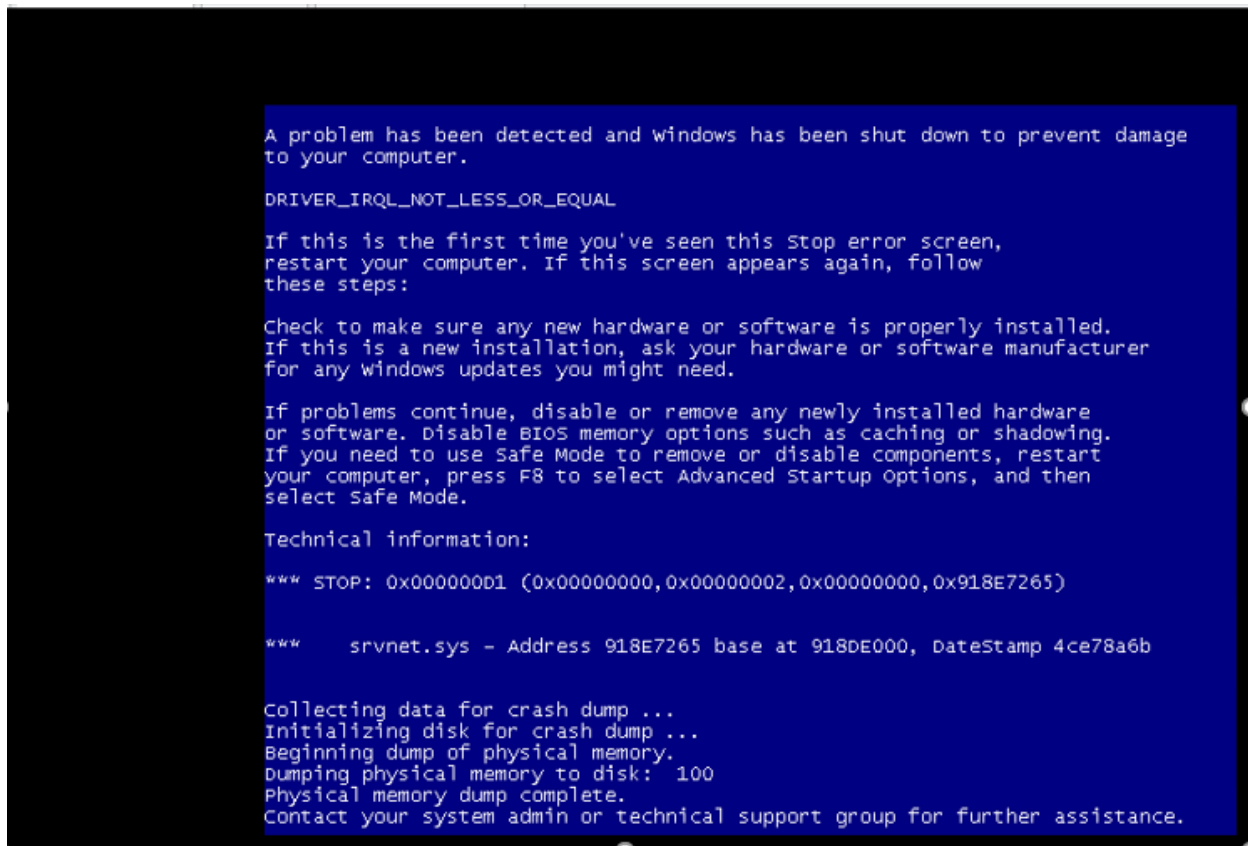 A problem has been detected and Windows has been shut down to prevent damage
to your computer.
DRIVER_IRQL_NOT_LESS_OR_EQUAL
If this is the first time you've seen this Stop error screen,
restart your computer. If this screen appears again, follow
these steps:
Check to make sure any new hardware or software is properly installed.
If this is a new installation, ask your hardware or software manufacturer
for any Windows updates you might need.
If problems continue, disable or remove any newly installed hardware
or software. Disable BIOS memory options such as caching or shadowing.
If you need to use Safe Mode to remove or disable components, restart
your computer, press F8 to select Advanced Startup Options, and then
select Safe Mode.
Technical information:
*** STOP: 0x000000D1 (0x00000000,0x00000002,0x00000000,0x918E7265)
*** srvnet.sys - Address 918E7265 base at 918DE000, DateStamp 4ce78a6b
Collecting data for crash dump ...
Initializing disk for crash dump ...
Beginning dump of physical memory.
Dumping physical memory to disk: 100
Physical memory dump complete.
Contact your system admin or technical support group for further assistance.